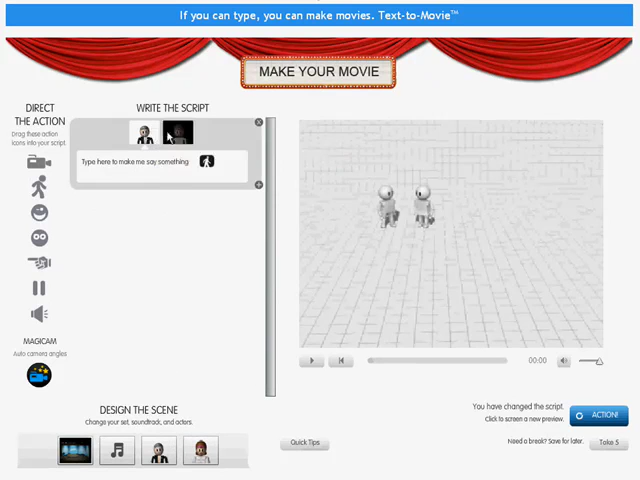 If you can type, you can make movies. Text-to-Movie™
MAKE YOUR MOVIE
DIRECT
THE ACTION
Drag these action
icons into your script.
WRITE THE SCRIPT
Type here to make me say something
MAGICAM
Auto camera angles
00:00
DESIGN THE SCENE
Change your set, soundtrack, and actors.
You have changed the script.
Click to screen a new preview.
ACTION!
Quick Tips
Need a break? Save for later.
Take 5